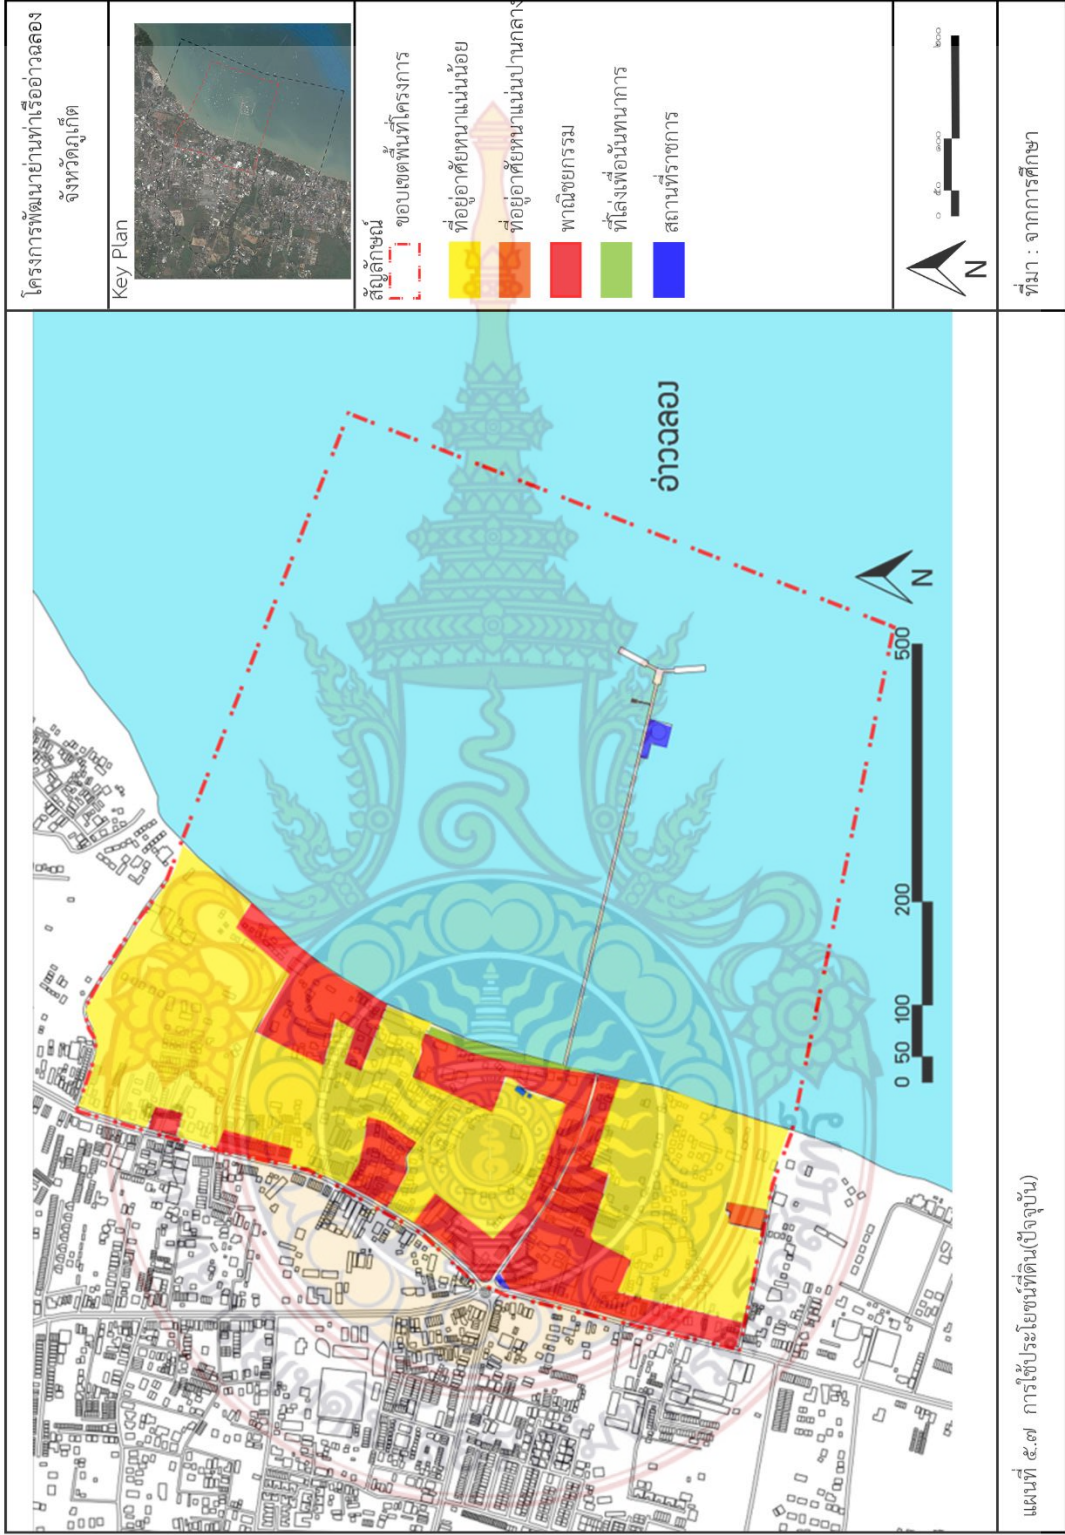 โครงการพัฒนาย่านท่าเรืออ่าวฉลอง
จังหวัดภูเก็ต
Key Plan
สัญลักษณ์
ขอบเขตพื้นที่โครงการ
ที่อยู่อาศัยหนาแน่นน้อย
ที่อยู่อาศัยหนาแน่นปานกลาง
พาณิชยกรรม
ที่โล่งเพื่อนันทนาการ
สถานที่ราชการ
๐ ๕๐ ๑๐๐ ๒๐๐
N
ที่มา : จากการศึกษา
อ่าวฉลอง
N
0 50 100 200 500
แผนที่ ๕.๗ การใช้ประโยชน์ที่ดิน(ปัจจุบัน)